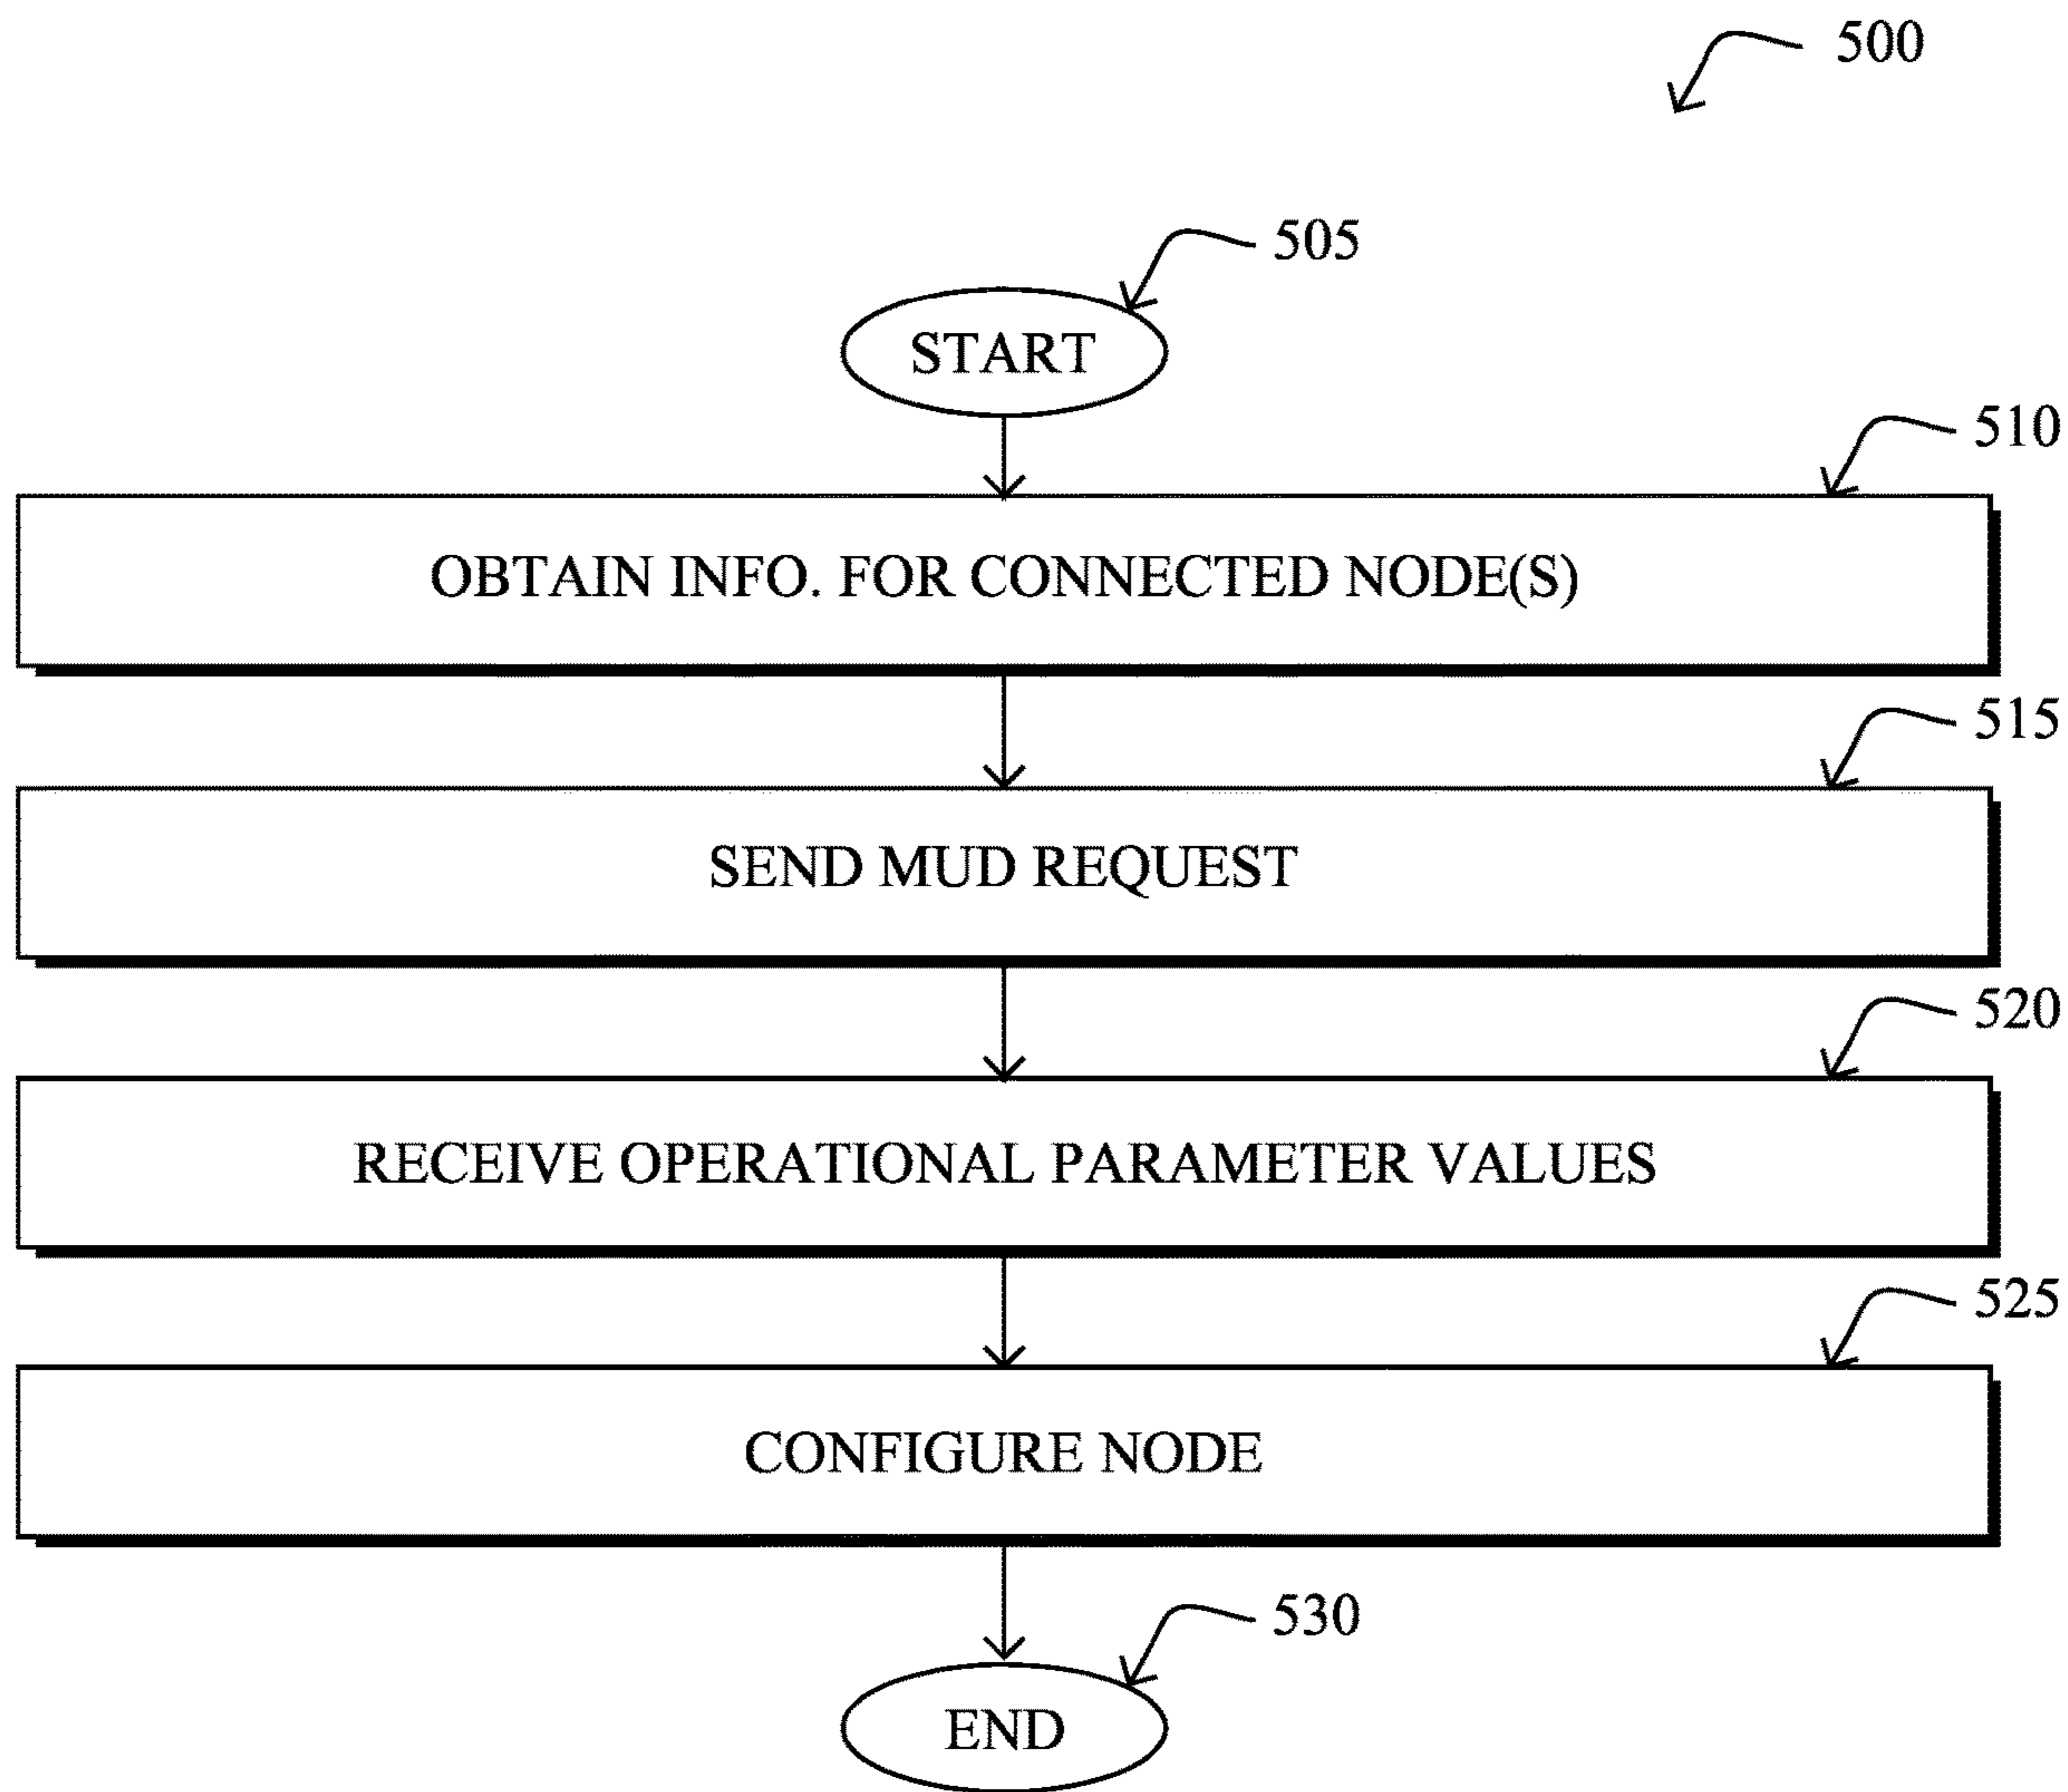 500
505
START
510
OBTAIN INFO. FOR CONNECTED NODE(S)
515
SEND MUD REQUEST
520
RECEIVE OPERATIONAL PARAMETER VALUES
525
CONFIGURE NODE
530
END